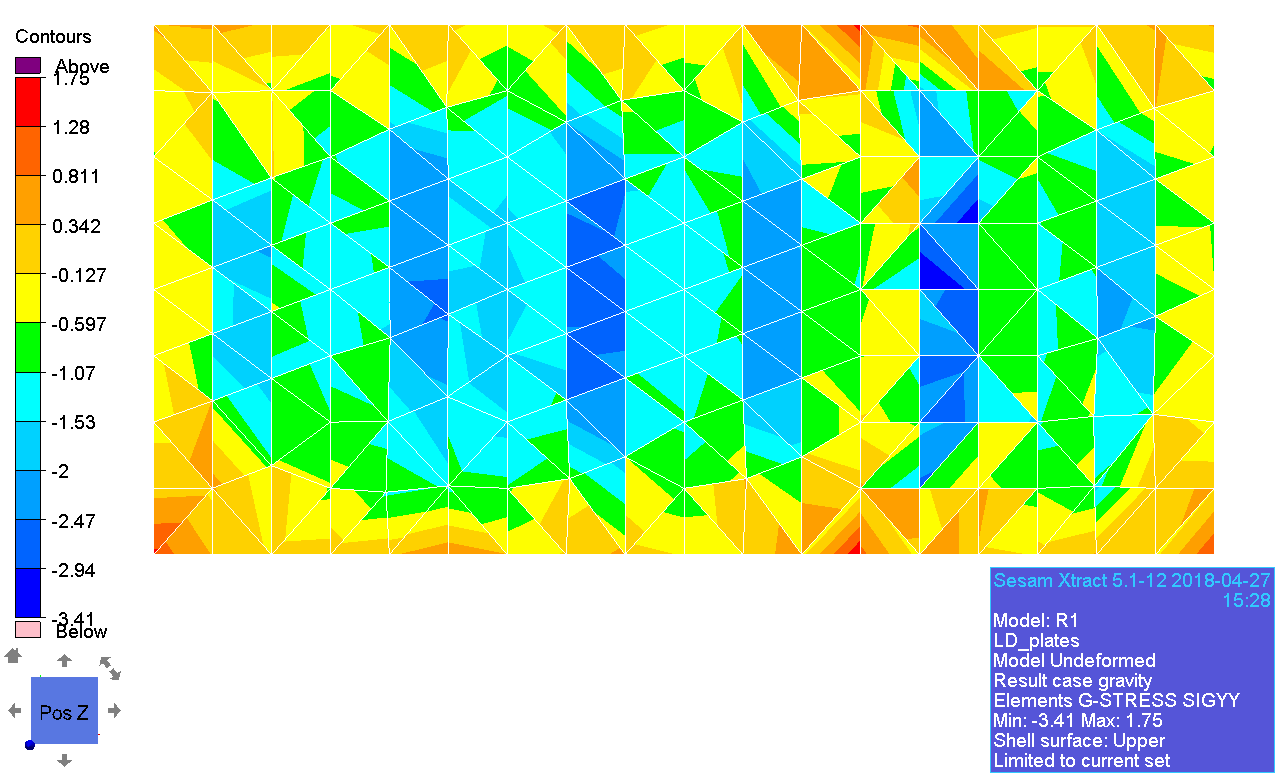 Contours
Above
1.75
1.28
0.811
0.342
-0.127
-0.597
-1.07
-1.53
-2
-2.47
-2.94
-3.41
Below
Pos Z
Sesam Xtract 5.1-12 2018-04-27
15:28
Model: R1
LD_plates
Model Undeformed
Result case gravity
Elements G-STRESS SIGYY
Min: -3.41 Max: 1.75
Shell surface: Upper
Limited to current set